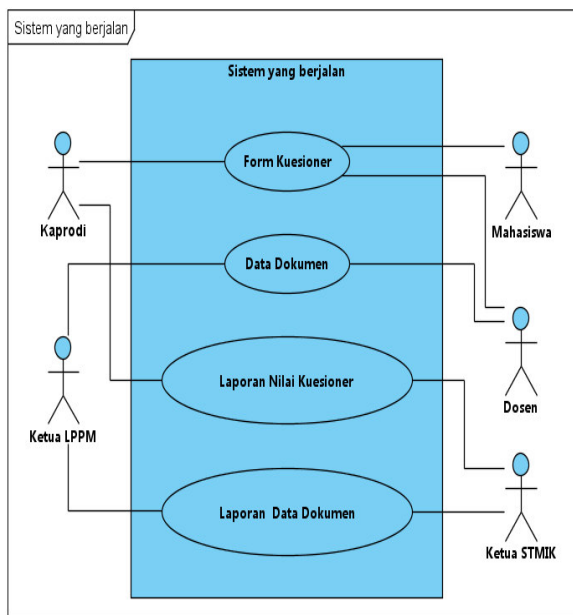 Sistem yang berjalan
Sistem yang berjalan
Form Kuesioner
Kaprodi
Mahasiswa
Data Dokumen
Laporan Nilai Kuesioner
Dosen
Ketua LPPM
Laporan Data Dokumen
Ketua STMIK